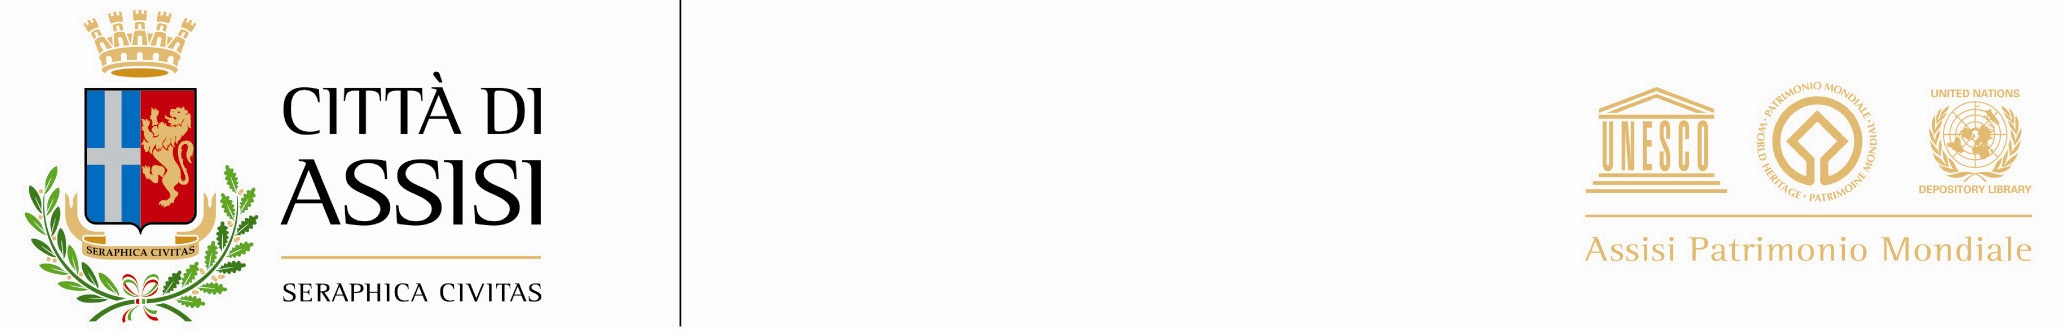 CITTÀ DI
ASSISI
SERAPHICA CIVITAS
SERAPHICA CIVITAS
UNESCO
WORLD HERITAGE · PATRIMOINE MONDIAL · PATRIMONIO MONDIALE ·
UNITED NATIONS
DEPOSITORY LIBRARY
Assisi Patrimonio Mondiale